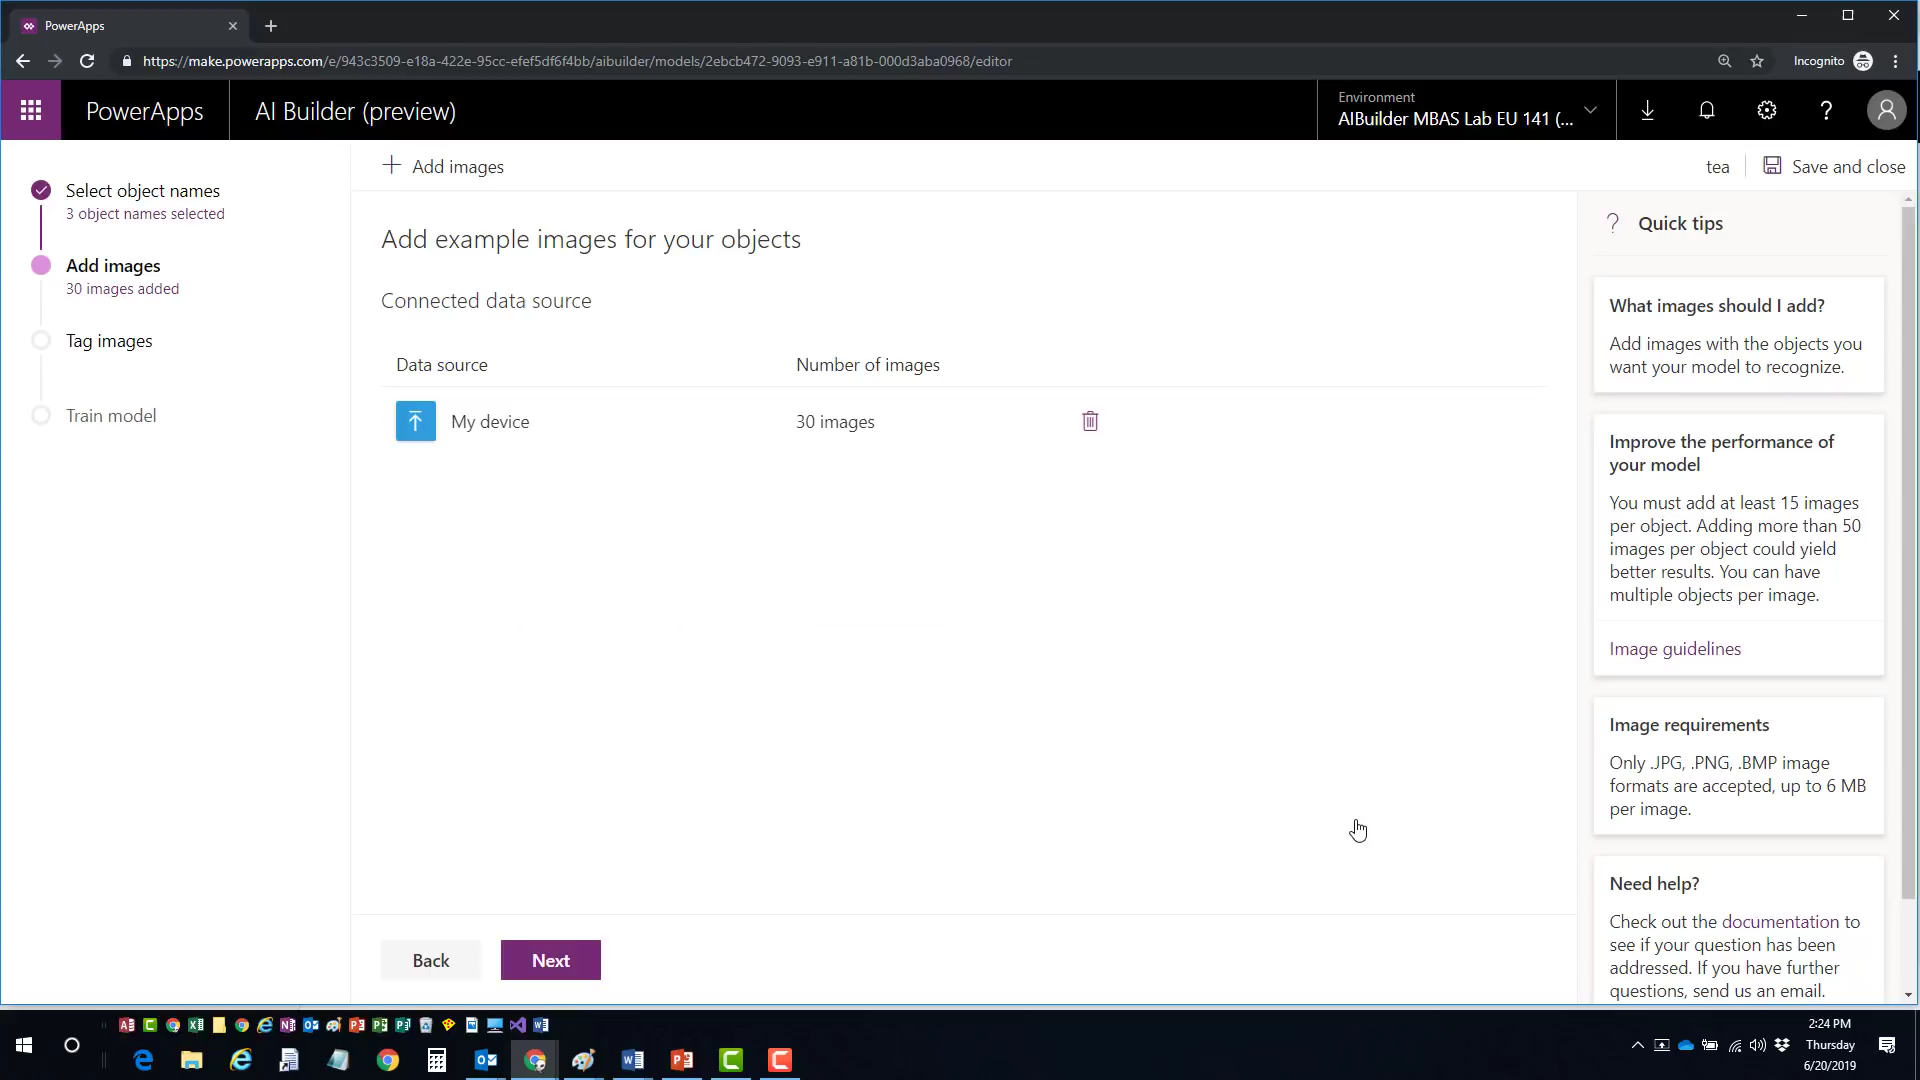 PowerApps
https://make.powerapps.com/e/943c3509-e18a-422e-95cc-efef5df6f4bb/aibuilder/models/2ebcb472-9093-e911-a81b-000d3aba0968/editor
Incognito
PowerApps
AI Builder (preview)
Environment
AIBuilder MBAS Lab EU 141 (...
Select object names
3 object names selected
Add images
30 images added
Tag images
Train model
Add images
tea
Save and close
Add example images for your objects
Connected data source
Data source
Number of images
My device
30 images
Back
Next
Quick tips
What images should I add?
Add images with the objects you
want your model to recognize.
Improve the performance of
your model
You must add at least 15 images
per object. Adding more than 50
images per object could yield
better results. You can have
multiple objects per image.
Image guidelines
Image requirements
Only .JPG, .PNG, .BMP image
formats are accepted, up to 6 MB
per image.
Need help?
Check out the documentation to
see if your question has been
addressed. If you have further
questions, send us an email.
2:24 PM
Thursday
6/20/2019